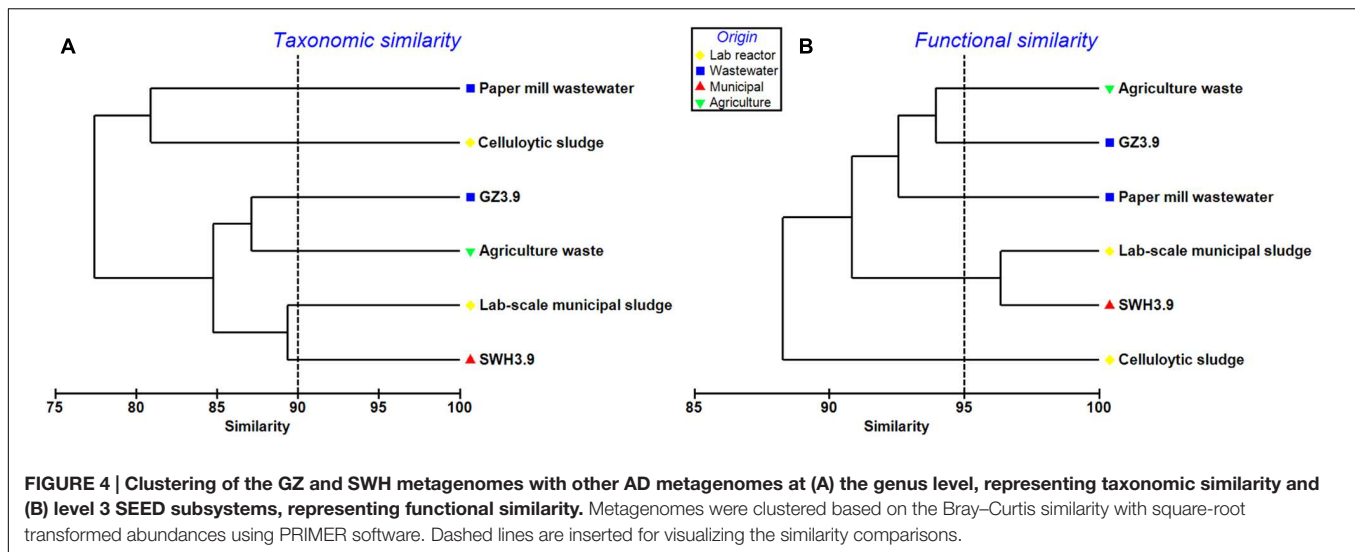 A
Taxonomic similarity
Paper mill wastewater
Celluloytic sludge
GZ3.9
Agriculture waste
Lab-scale municipal sludge
SWH3.9
75 80 85 90 95 100
Similarity
Origin
Lab reactor
Wastewater
Municipal
Agriculture
B
Functional similarity
Agriculture waste
GZ3.9
Paper mill wastewater
Lab-scale municipal sludge
SWH3.9
Celluloytic sludge
85 90 95 100
Similarity
FIGURE 4 | Clustering of the GZ and SWH metagenomes with other AD metagenomes at (A) the genus level, representing taxonomic similarity and
(B) level 3 SEED subsystems, representing functional similarity. Metagenomes were clustered based on the Bray–Curtis similarity with square-root
transformed abundances using PRIMER software. Dashed lines are inserted for visualizing the similarity comparisons.